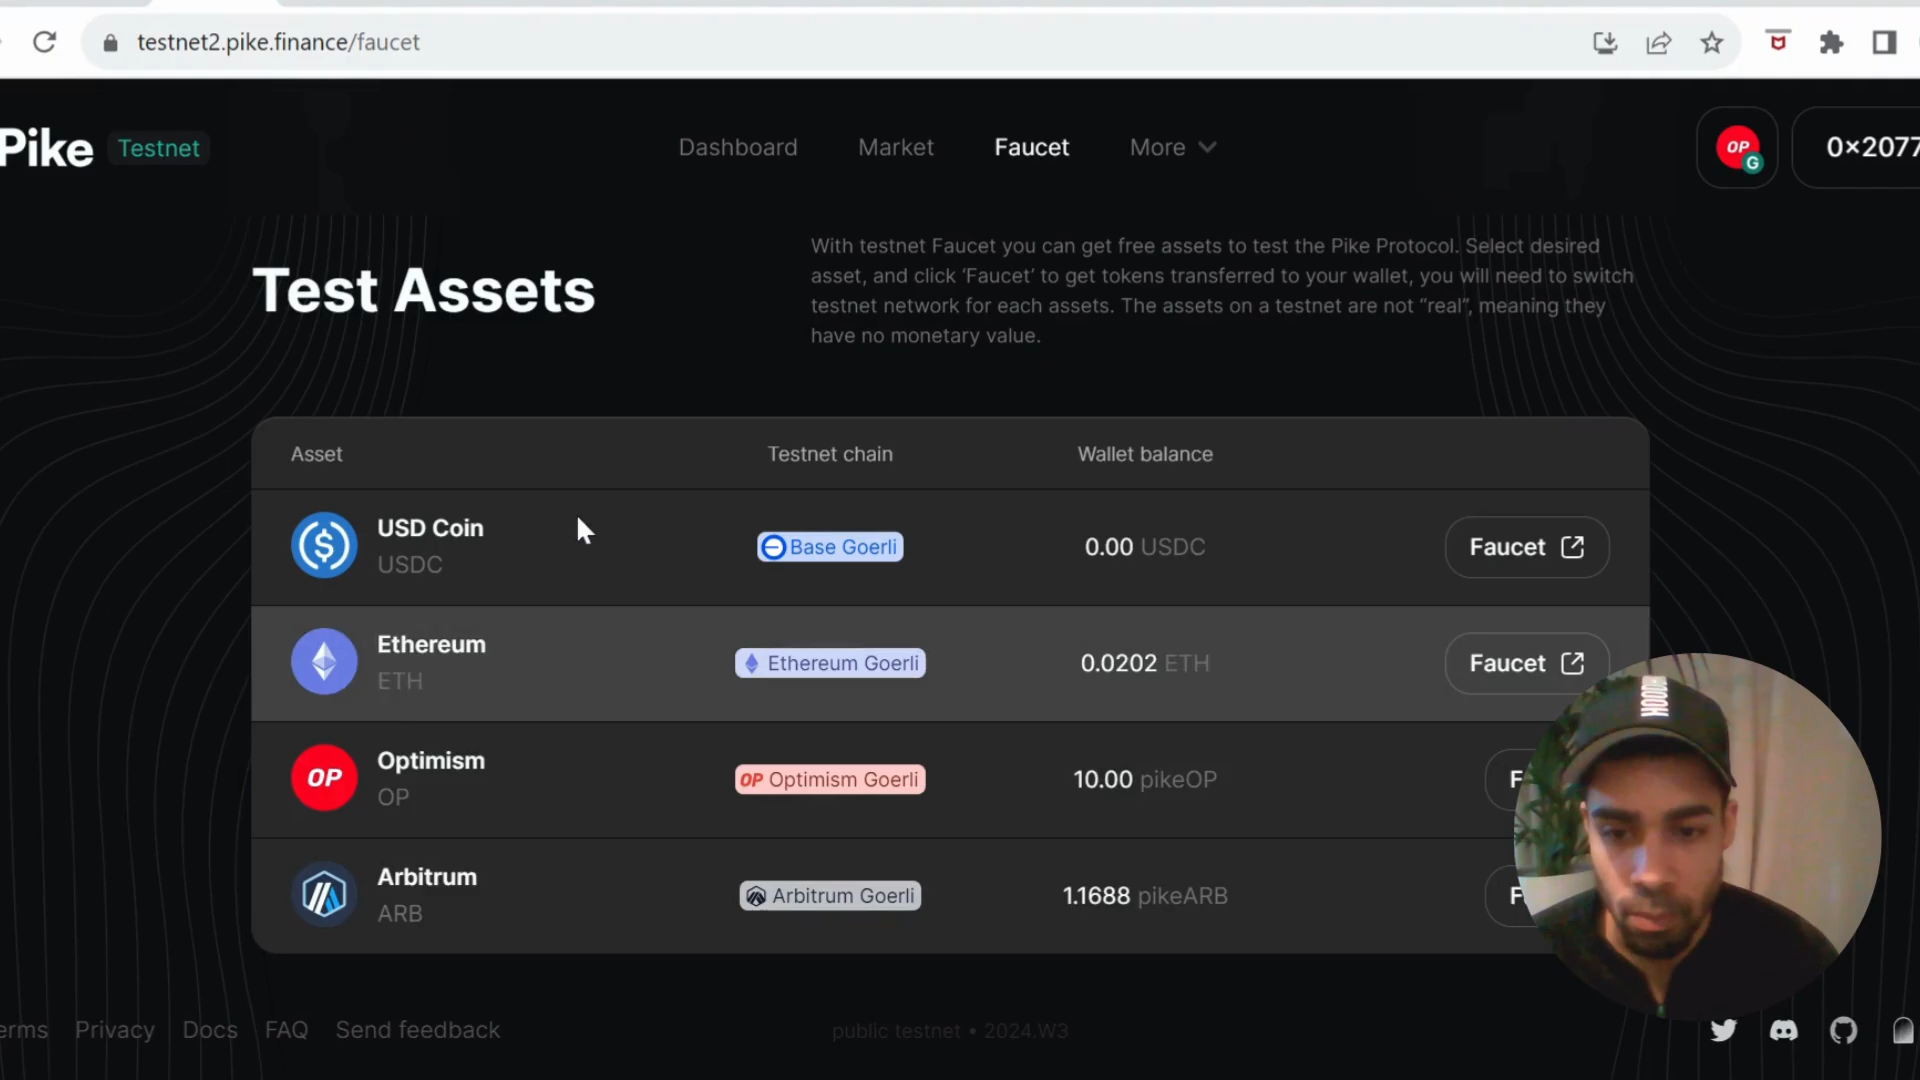 testnet2.pike.finance/faucet
Pike Testnet Dashboard Market Faucet More OP G 0×2077
Test Assets
With testnet Faucet you can get free assets to test the Pike Protocol. Select desired
asset, and click ‘Faucet’ to get tokens transferred to your wallet, you will need to switch
testnet network for each assets. The assets on a testnet are not “real”, meaning they
have no monetary value.
Asset Testnet chain Wallet balance
USD Coin
USDC
Base Goerli 0.00 USDC Faucet
Ethereum
ETH
Ethereum Goerli 0.0202 ETH Faucet
OP
Optimism
OP
OP Optimism Goerli 10.00 pikeOP F
Arbitrum
ARB
Arbitrum Goerli 1.1688 pikeARB F
erms Privacy Docs FAQ Send feedback public testnet • 2024.W3